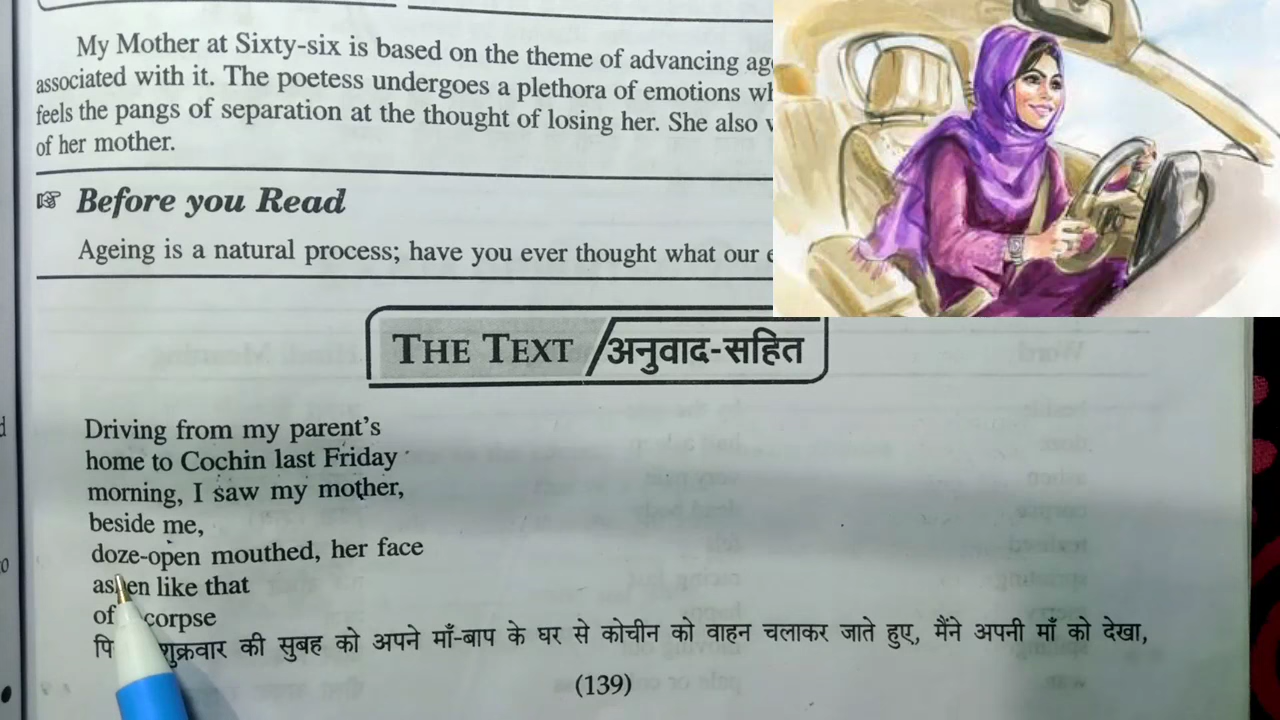 My Mother at Sixty-six is based on the theme of advancing
associated with it. The poetess undergoes a plethora of emotions
feels the pangs of separation at the thought of losing her. She also
of her mother.
Before you Read
Ageing is a natural process; have you ever thought what our
THE TEXT / अनुवाद-सहित
Driving from my parent's
home to Cochin last Friday
morning, I saw my mother,
beside me,
doze-open mouthed, her face
like that
of corpse
शुक्रवार की सुबह को अपने माँ-बाप के घर से कोचीन को वाहन चलाकर जाते हुए, मैंने अपनी माँ को देखा,
(139)